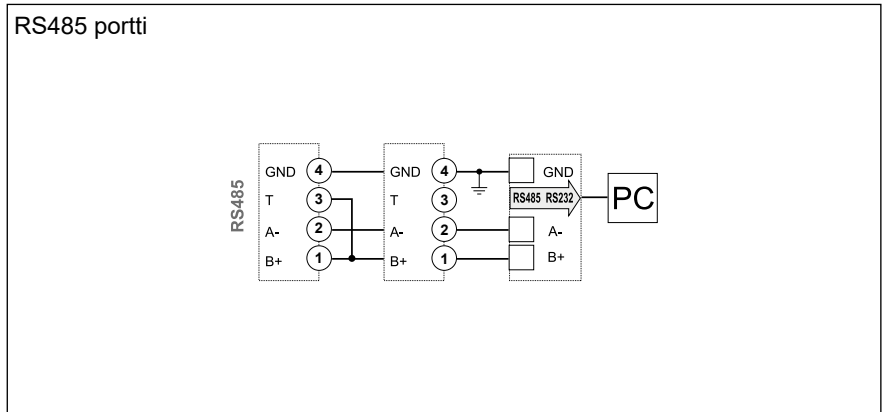 RS485 portti
RS485
GND 4 GND 4 GND
T 3 T 3 RS485 RS232 PC
A- 2 A- 2 A-
B+ 1 B+ 1 B+